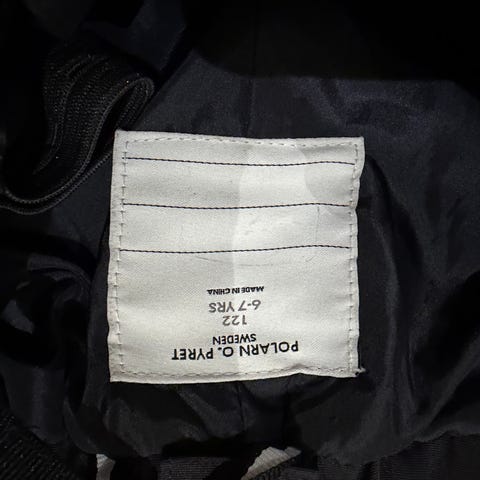 POLARN O. PYRET
SWEDEN
122
6-7 YRS
MADE IN CHINA